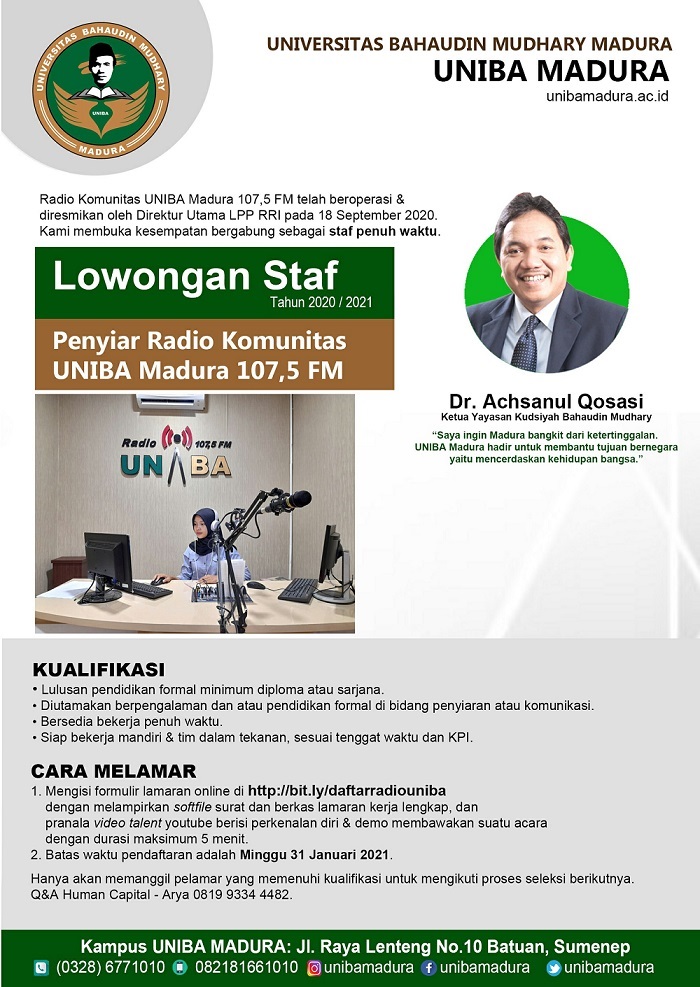 UNIVERSITAS BAHAUDIN MUDHARY
UNIBA
MADURA
UNIVERSITAS BAHAUDIN MUDHARY MADURA
UNIBA MADURA
unibamadura.ac.id
Radio Komunitas UNIBA Madura 107,5 FM telah beroperasi &
diresmikan oleh Direktur Utama LPP RRI pada 18 September 2020.
Kami membuka kesempatan bergabung sebagai staf penuh waktu.
Lowongan Staf
Tahun 2020 / 2021
Penyiar Radio Komunitas
UNIBA Madura 107,5 FM
Radio 107,5 FM
UNIBA
Dr. Achsanul Qosasi
Ketua Yayasan Kudsiyah Bahaudin Mudhary
“Saya ingin Madura bangkit dari ketertinggalan.
UNIBA Madura hadir untuk membantu tujuan bernegara
yaitu mencerdaskan kehidupan bangsa.”
KUALIFIKASI
• Lulusan pendidikan formal minimum diploma atau sarjana.
• Diutamakan berpengalaman dan atau pendidikan formal di bidang penyiaran atau komunikasi.
• Bersedia bekerja penuh waktu.
• Siap bekerja mandiri & tim dalam tekanan, sesuai tenggat waktu dan KPI.
CARA MELAMAR
1. Mengisi formulir lamaran online di http://bit.ly/daftarradiouniba
dengan melampirkan softfile surat dan berkas lamaran kerja lengkap, dan
pranala video talent youtube berisi perkenalan diri & demo membawakan suatu acara
dengan durasi maksimum 5 menit.
2. Batas waktu pendaftaran adalah Minggu 31 Januari 2021.
Hanya akan memanggil pelamar yang memenuhi kualifikasi untuk mengikuti proses seleksi berikutnya.
Q&A Human Capital - Arya 0819 9334 4482.
Kampus UNIBA MADURA: Jl. Raya Lenteng No.10 Batuan, Sumenep
(0328) 6771010 082181661010 unibamadura unibamadura unibamadura